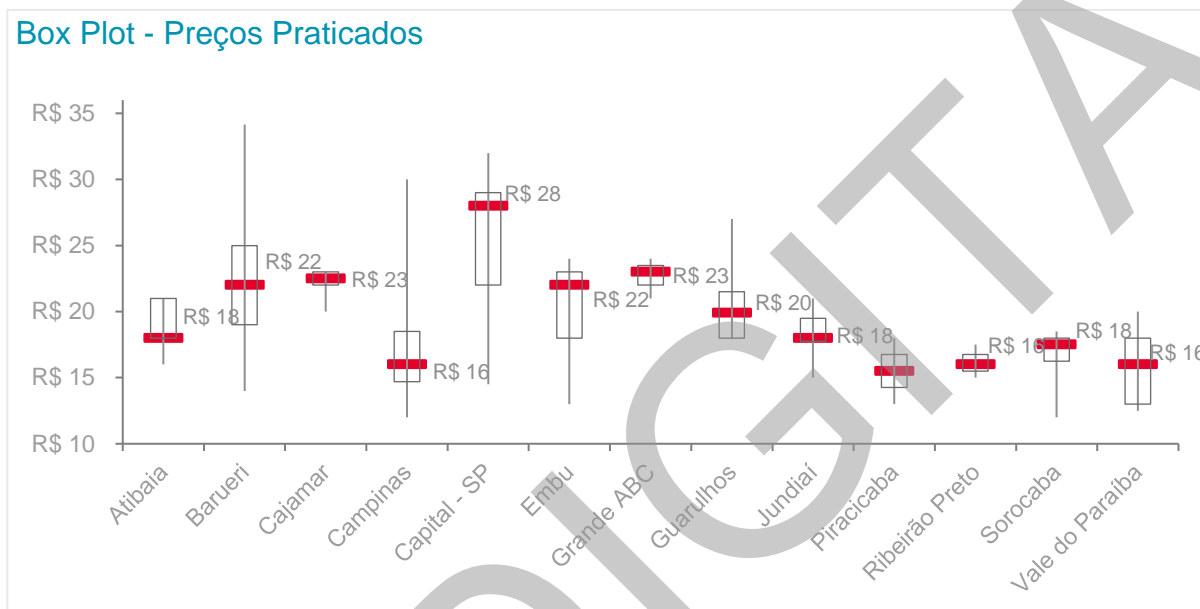 Box Plot - Preços Praticados
R$ 35
R$ 30
R$ 25
R$ 20
R$ 15
R$ 10
R$ 18
R$ 22
R$ 23
R$ 16
R$ 28
R$ 22
R$ 23
R$ 20
R$ 18
R$ 16
R$ 18
R$ 16
Atibaia
Barueri
Cajamar
Campinas
Capital - SP
Embu
Grande ABC
Guarulhos
Jundiaí
Piracicaba
Ribeirão Preto
Sorocaba
Vale do Paraíba
DIGITA